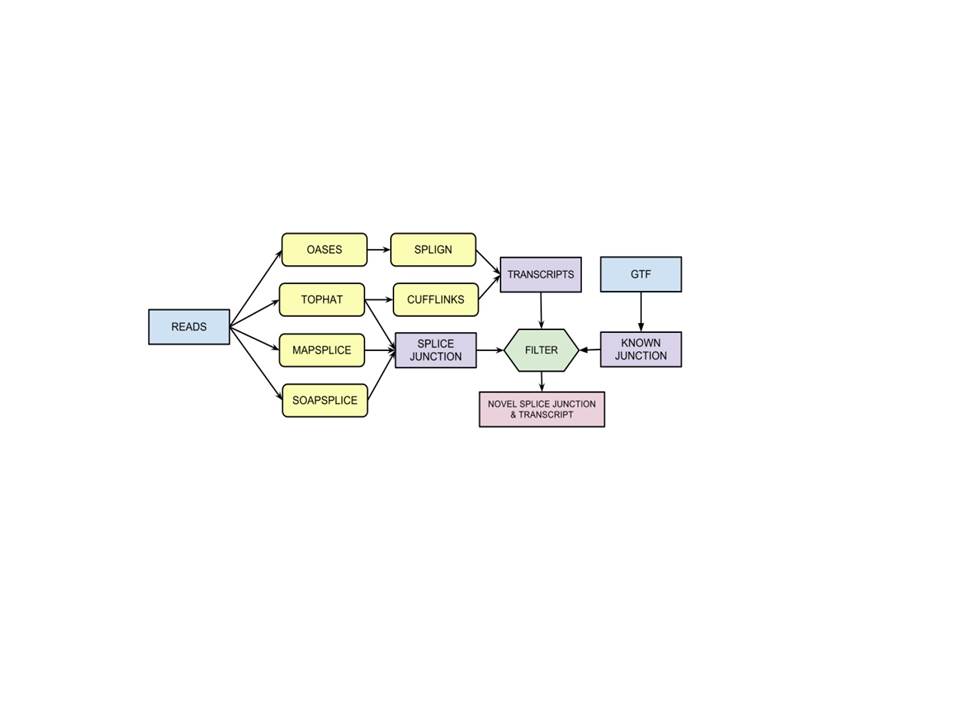 OASES
SPLIGN
TRANSCRIPTS
GTF
TOPHAT
CUFFLINKS
READS
MAPSPLICE
SPLICE
JUNCTION
FILTER
KNOWN
JUNCTION
SOAPSPLICE
NOVEL SPLICE JUNCTION
& TRANSCRIPT